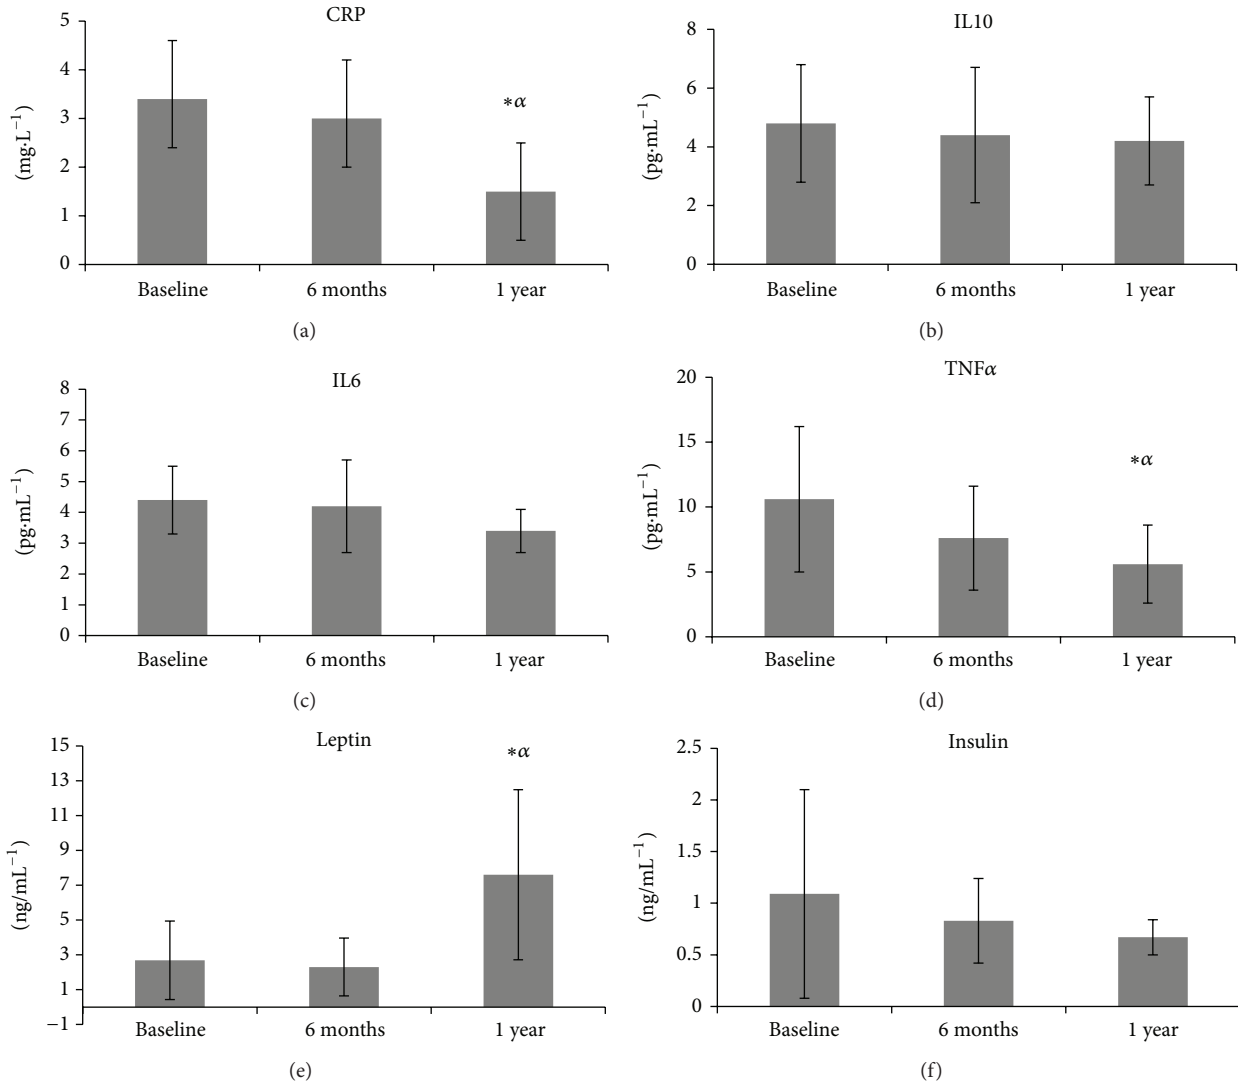 CRP
5
4
3
2
1
0
(mg·L⁻¹)
*α
Baseline 6 months 1 year
(a)
IL10
8
6
4
2
0
(pg·mL⁻¹)
Baseline 6 months 1 year
(b)
IL6
8
7
6
5
4
3
2
1
0
(pg·mL⁻¹)
Baseline 6 months 1 year
(c)
TNFα
20
15
10
5
0
(pg·mL⁻¹)
*α
Baseline 6 months 1 year
(d)
Leptin
15
13
11
9
7
5
3
1
−1
(ng/mL⁻¹)
*α
Baseline 6 months 1 year
(e)
Insulin
2.5
2
1.5
1
0.5
0
(ng/mL⁻¹)
Baseline 6 months 1 year
(f)